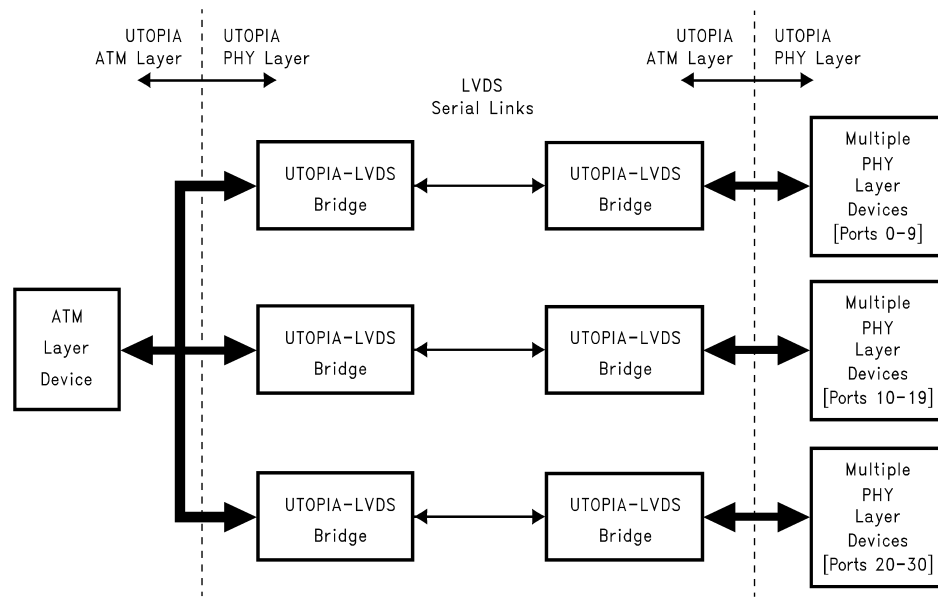 UTOPIA
ATM Layer
UTOPIA
PHY Layer
LVDS
Serial Links
UTOPIA
ATM Layer
UTOPIA
PHY Layer
UTOPIA-LVDS
Bridge
UTOPIA-LVDS
Bridge
Multiple
PHY
Layer
Devices
[Ports 0-9]
ATM
Layer
Device
UTOPIA-LVDS
Bridge
UTOPIA-LVDS
Bridge
Multiple
PHY
Layer
Devices
[Ports 10-19]
UTOPIA-LVDS
Bridge
UTOPIA-LVDS
Bridge
Multiple
PHY
Layer
Devices
[Ports 20-30]